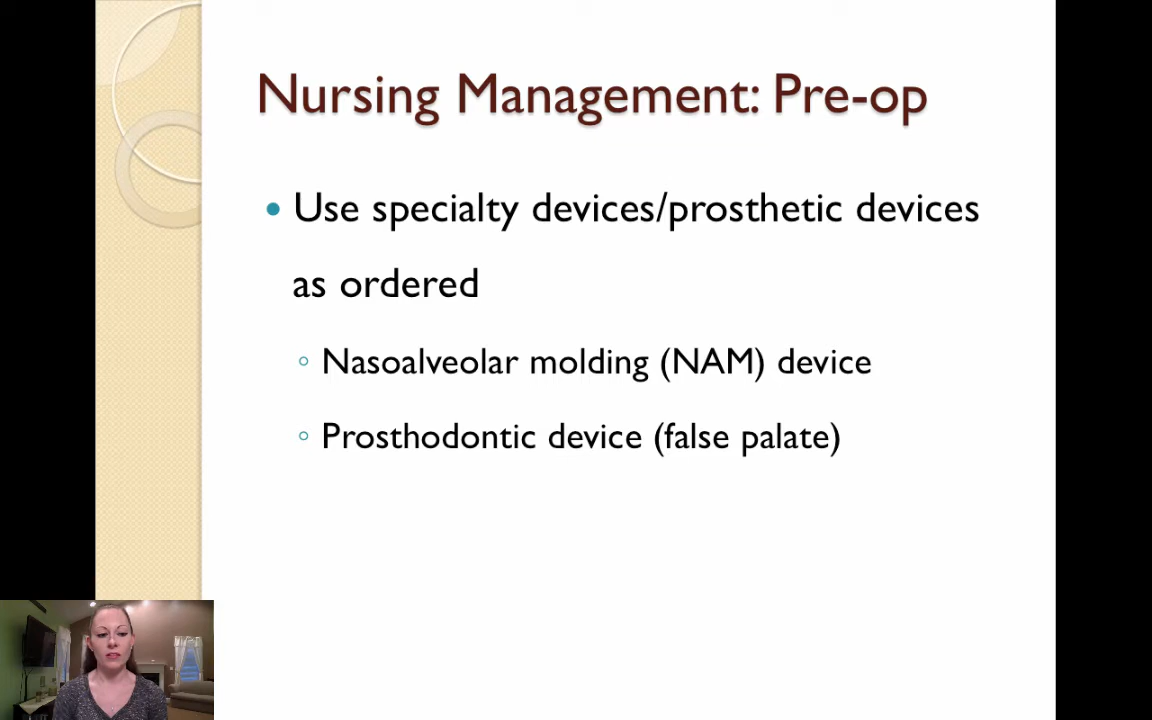 Nursing Management: Pre-op
• Use specialty devices/prosthetic devices
as ordered
◦ Nasoalveolar molding (NAM) device
◦ Prosthodontic device (false palate)